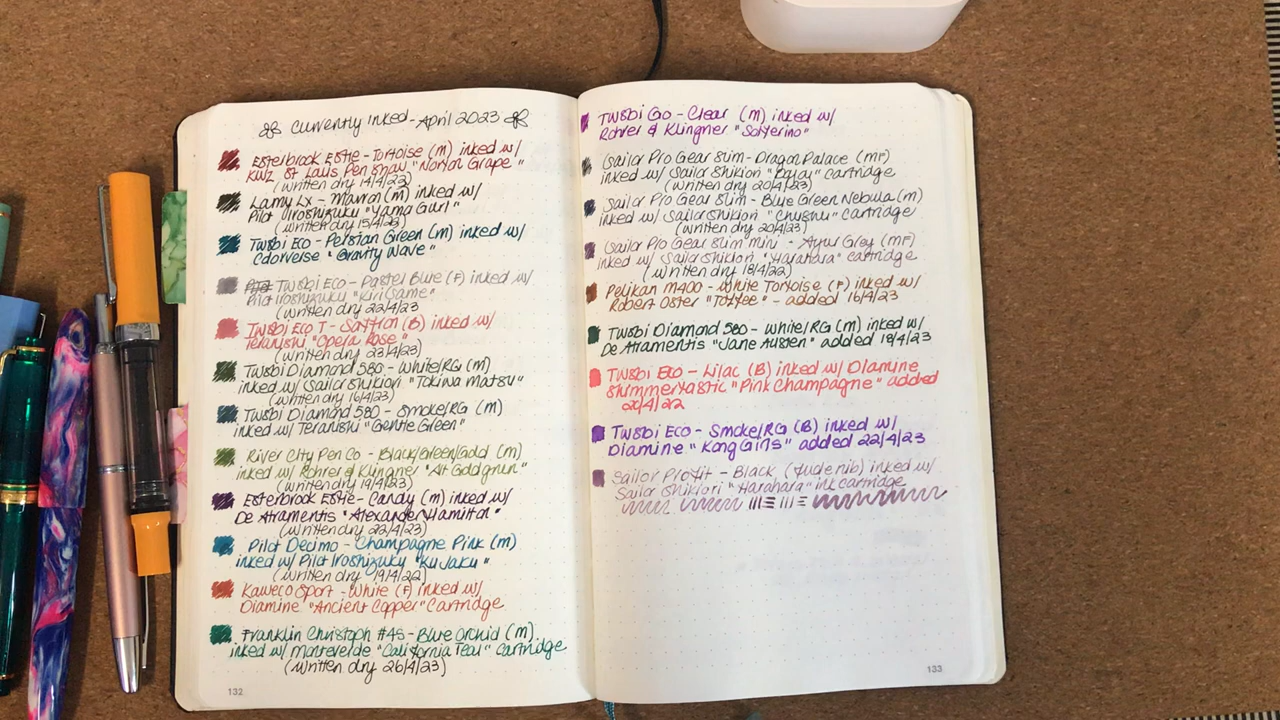 Currently Inked - April 2023
Esterbrook Estie - Tortoise (M) inked w/
KWZ St Louis Pen Show "Norton Grape"
(written dry 14/4/23)
Lamy Lx - Marron (M) inked w/
Pilot Iroshizuku "Yama Guri"
(written dry 15/4/23)
Twsbi Eco - Persian Green (M) inked w/
Colorverse "Gravity Wave"
Twsbi Eco - Pastel Blue (F) inked w/
Pilot Iroshizuku "Kiri Same"
(written dry 22/4/23
Twsbi Eco T - Saffron (B) inked w/
Teranishi "Opera Rose"
(written dry 23/4/23)
Twsbi Diamond 580 - White/RG (M)
inked w/ Sailor Shikiori "Tokiwa Matsu"
(written dry 16/4/23)
Twsbi Diamond 580 - Smoke/RG (M)
inked w/ Teranishi "Gentle Green"
River City Pen Co - Black/Green/Gold (M)
inked w/ Rohrer & Klingner "Alt Goldgrun"
(written dry 19/4/23)
Esterbrook Estie - Candy (M) inked w/
De Atramentis "Alexander Hamilton"
(written dry 22/4/23)
Pilot Decimo - Champagne Pink (M)
inked w/ Pilot Iroshizuku "Ku Jaku"
(written dry 19/4/22)
Kaweco Sport - White (F) inked w/
Diamine "Ancient Copper" Cartridge
Franklin Christoph #45 - Blue Orchid (M)
inked w/ Monteverde "California Teal" cartridge
(written dry 26/4/23)
132
Twsbi Go - Clear (M) inked w/
Rohrer & Klingner "Solferino"
Sailor Pro Gear Slim - Dragon Palace (MF)
inked w/ Sailor Shikiori cartridge
(written dry 20/4/23)
Sailor Pro Gear Slim - Blue Green Nebula (M)
inked w/ Sailor Shikiori "Chushu" cartridge
(written dry 20/4/23)
Sailor Pro Gear Slim mini - Ayur Grey (MF)
inked w/ Sailor Shikiori "Harahara" cartridge
(written dry 18/4/22)
Pelikan M400 - White Tortoise (F) inked w/
Robert Oster "Toffee" - added 16/4/23
Twsbi Diamond 580 - White/RG (M) inked w/
De Atramentis "Jane Austen" added 18/4/23
Twsbi Eco - Lilac (B) inked w/ Diamine
Shimmertastic "Pink Champagne" added
20/4/22
Twsbi Eco - Smoke/RG (B) inked w/
Diamine "Kong Girls" added 22/4/23
Sailor Profit - Black (fude nib) inked w/
Sailor Shikiori "Harahara" ink cartridge
133